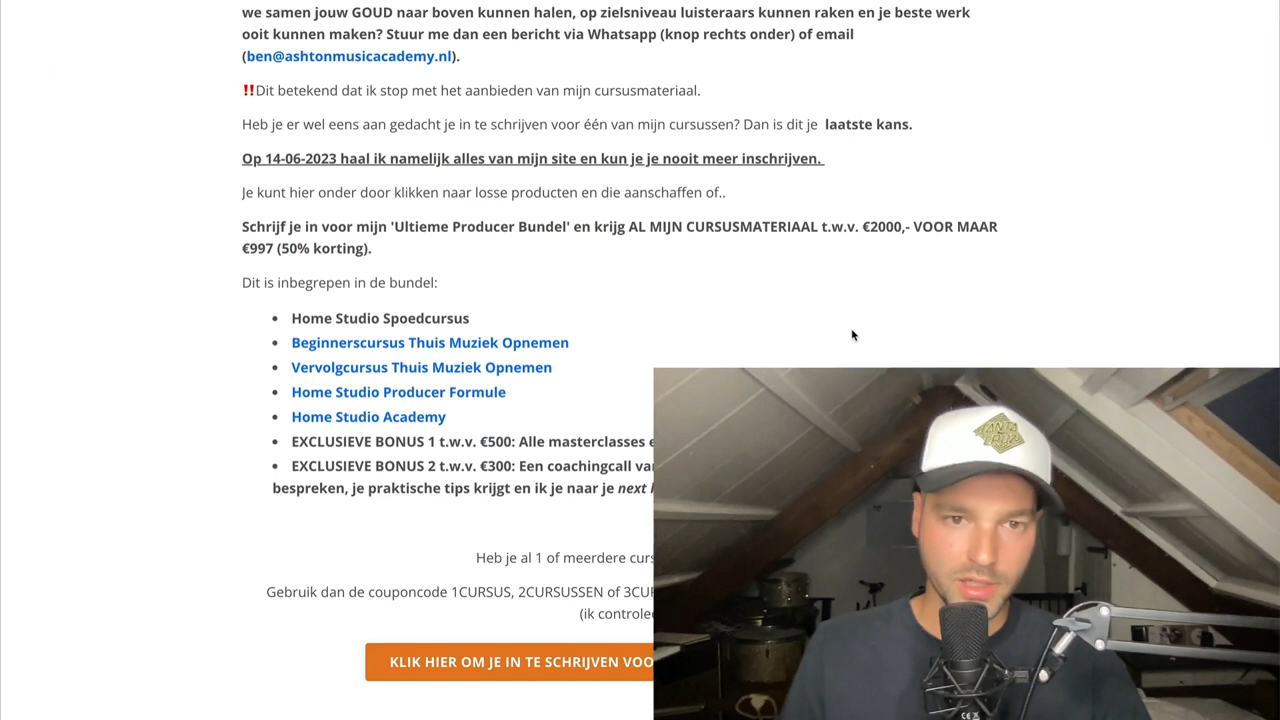 we samen jouw GOUD naar boven kunnen halen, op zielsniveau luisteraars kunnen raken en je beste werk
ooit kunnen maken? Stuur me dan een bericht via Whatsapp (knop rechts onder) of email
(ben@ashtonmusicacademy.nl).
‼Dit betekend dat ik stop met het aanbieden van mijn cursusmateriaal.
Heb je er wel eens aan gedacht je in te schrijven voor één van mijn cursussen? Dan is dit je laatste kans.
Op 14-06-2023 haal ik namelijk alles van mijn site en kun je je nooit meer inschrijven.
Je kunt hier onder door klikken naar losse producten en die aanschaffen of..
Schrijf je in voor mijn 'Ultieme Producer Bundel' en krijg AL MIJN CURSUSMATERIAAL t.w.v. €2000,- VOOR MAAR
€997 (50% korting).
Dit is inbegrepen in de bundel:
• Home Studio Spoedcursus
• Beginnerscursus Thuis Muziek Opnemen
• Vervolgcursus Thuis Muziek Opnemen
• Home Studio Producer Formule
• Home Studio Academy
• EXCLUSIEVE BONUS 1 t.w.v. €500: Alle masterclasses
• EXCLUSIEVE BONUS 2 t.w.v. €300: Een coachingcall
bespreken, je praktische tips krijgt en ik je naar je next
Heb je al 1 of meerdere
Gebruik dan de couponcode 1CURSUS, 2CURSUSSEN of
(ik
KLIK HIER OM JE IN TE SCHRIJVEN
SANTA
CRUZ
CE